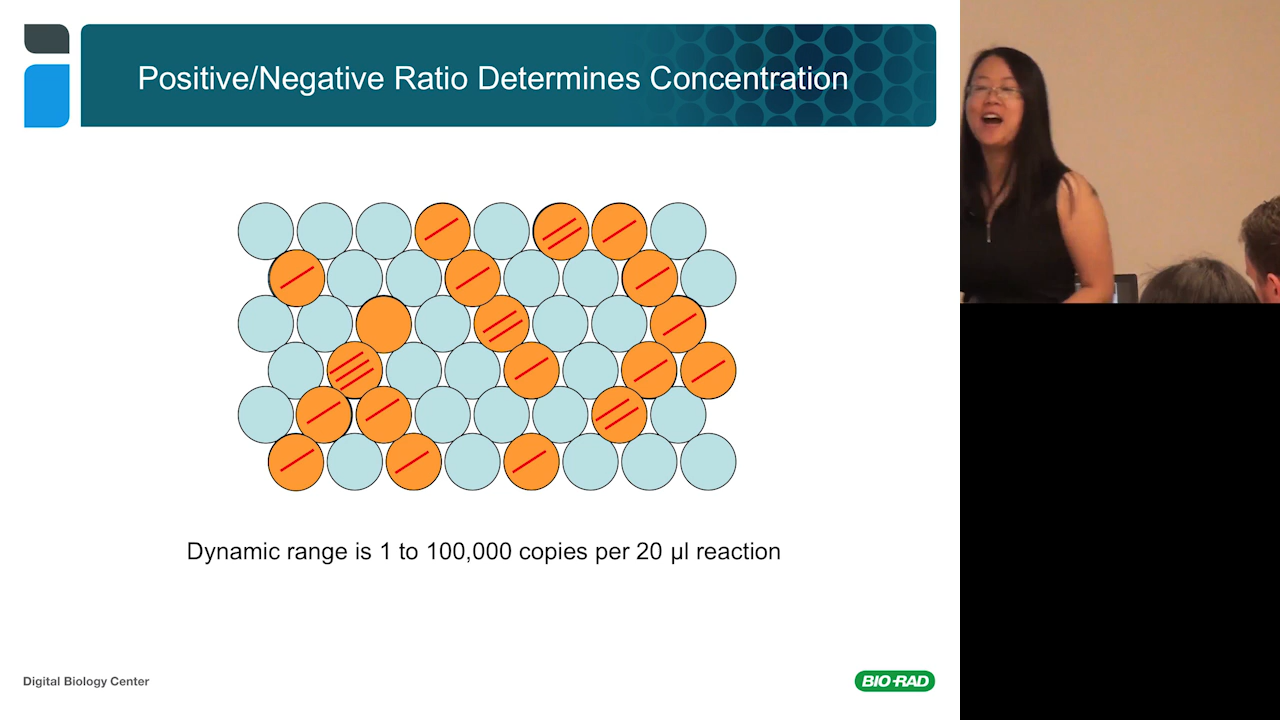 Positive/Negative Ratio Determines Concentration
Dynamic range is 1 to 100,000 copies per 20 µl reaction
Digital Biology Center
BIO-RAD